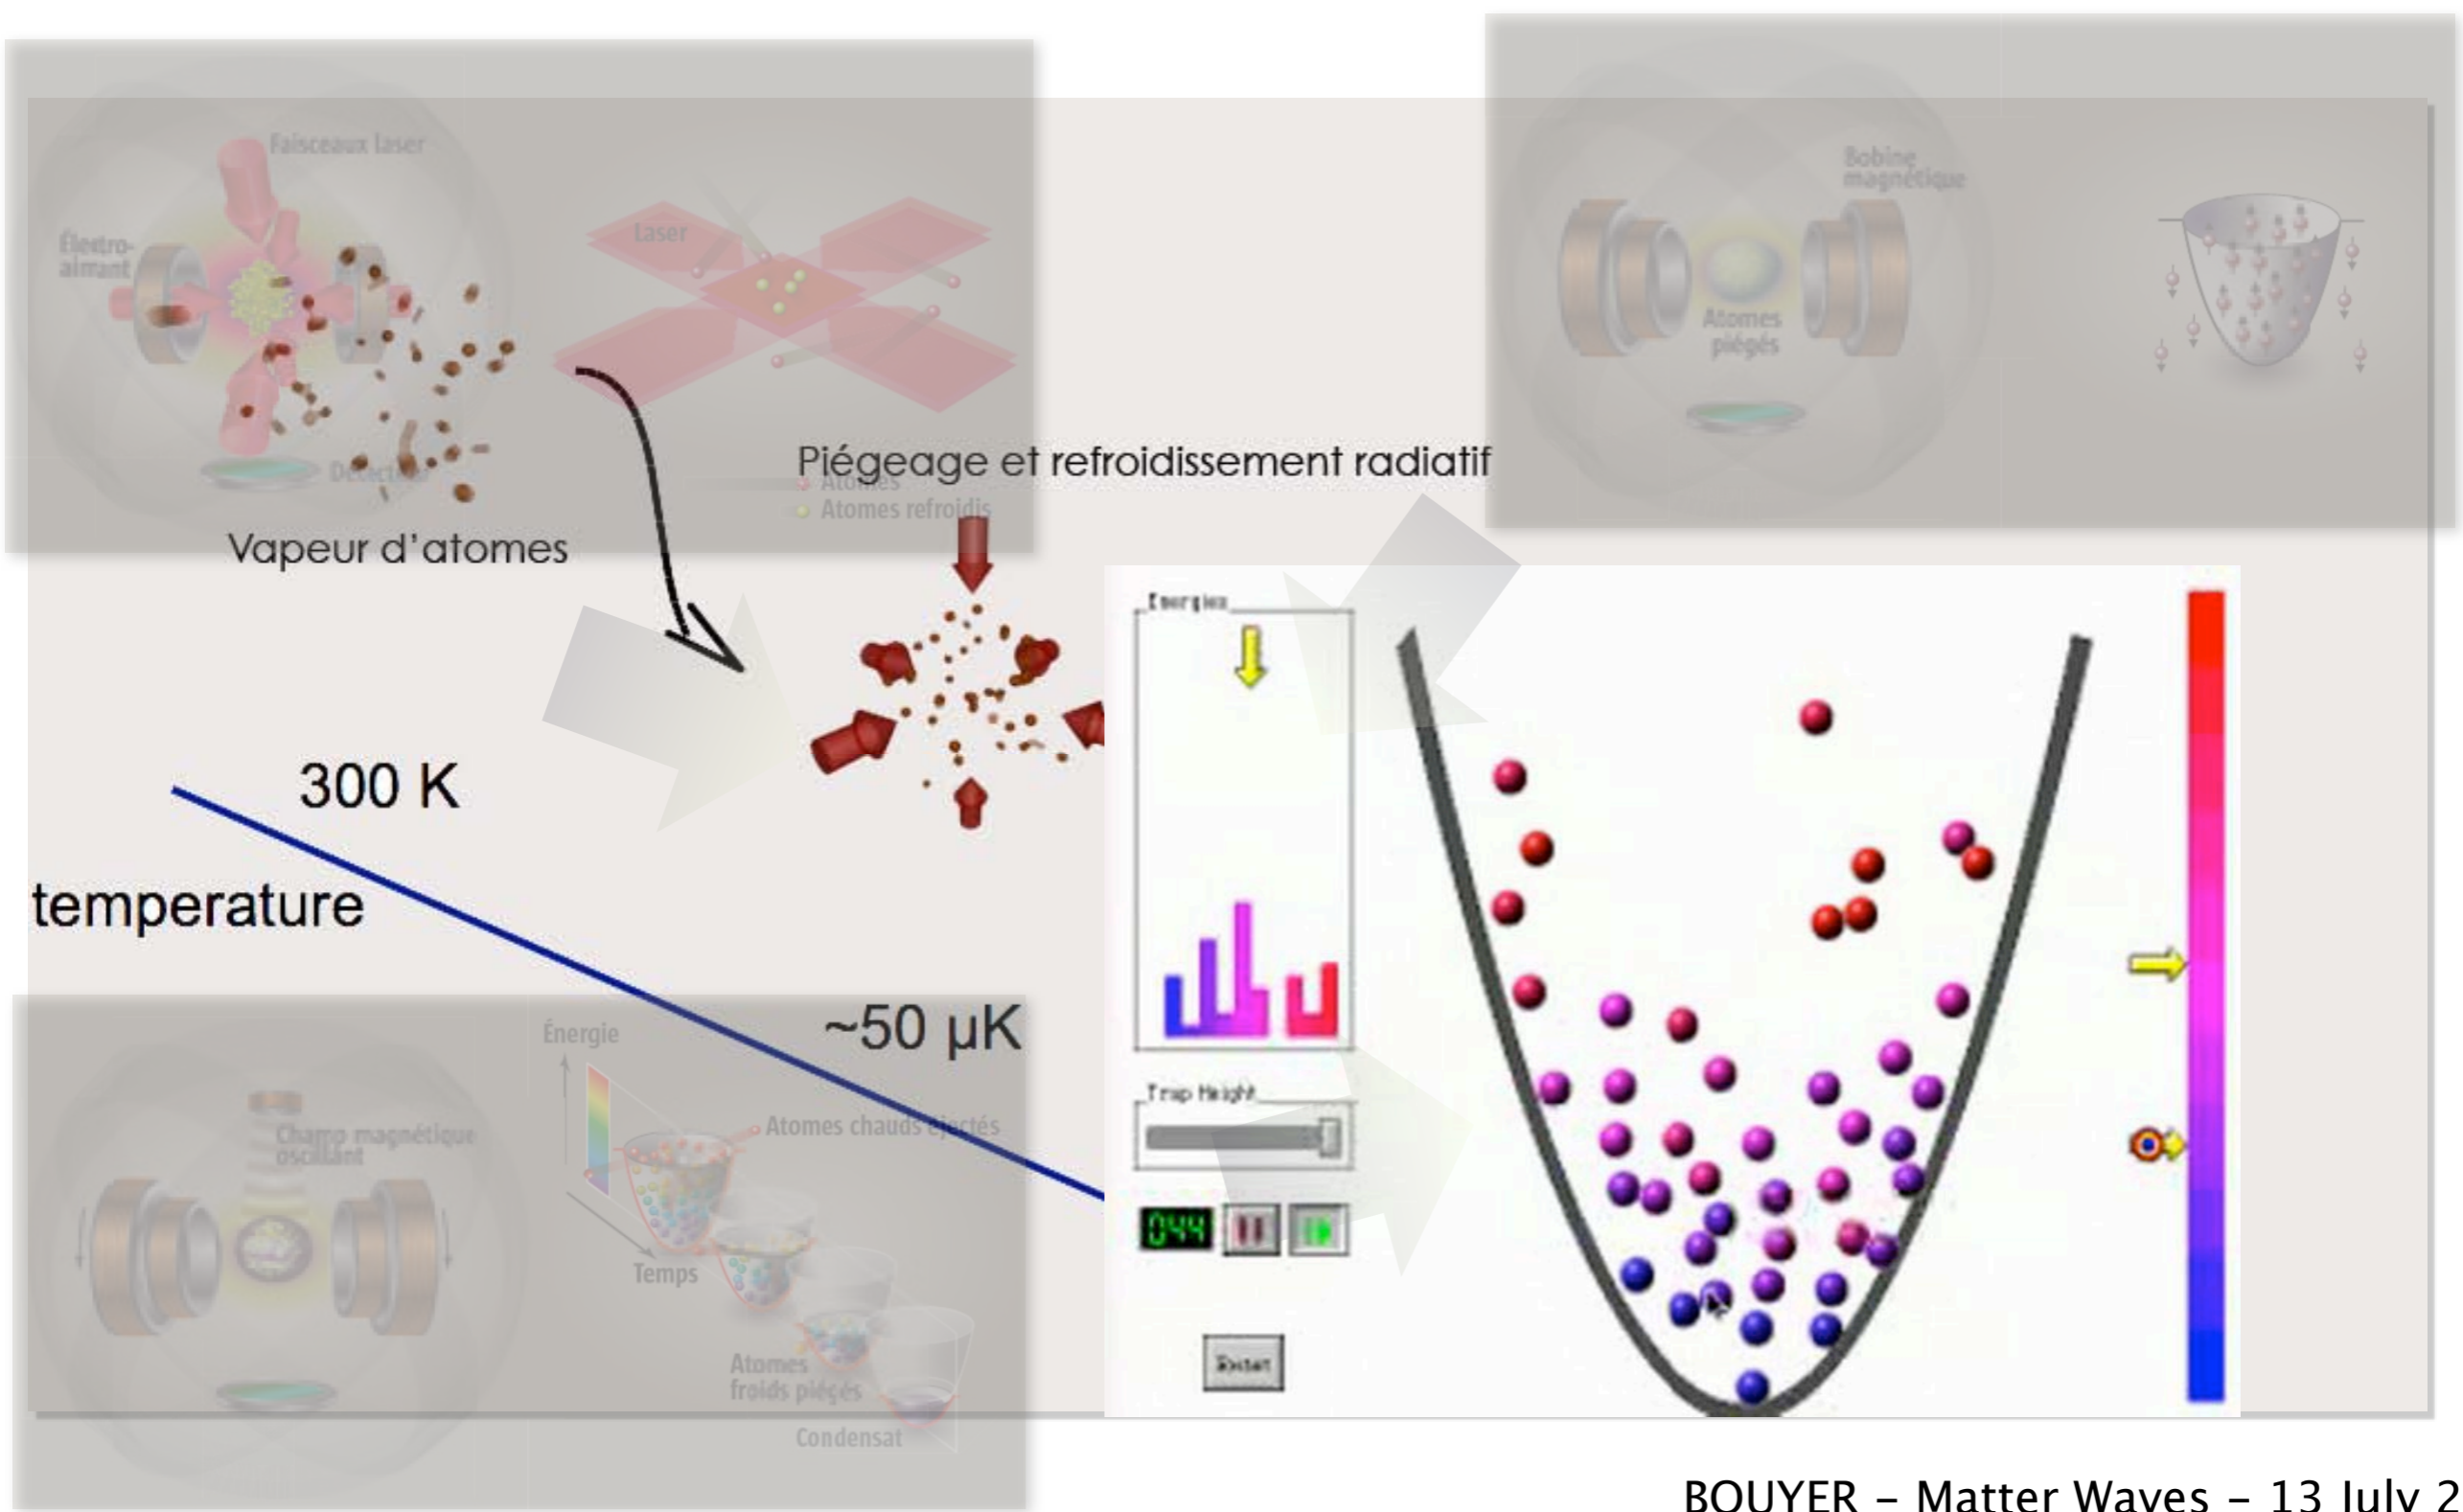 Faisceaux laser
Électro-
aimant
Laser
Bobine
magnétique
Atomes
piégés
Piégeage et refroidissement radiatif
Atomes
Atomes refroidis
Vapeur d'atomes
Energies
300 K
temperature
~50 µK
Énergie
Trap Height
Champ magnétique
oscillant
Atomes chauds éjectés
044
Temps
Atomes
froids piégés
Condensat
BOUYER – Matter Waves – 13 July 2